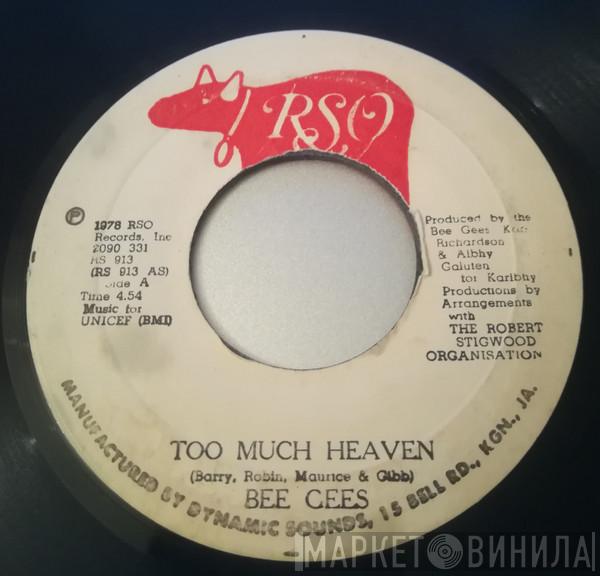 RSO
℗ 1978 RSO
Records, Inc
2090 331
RS 913
(RS 913 AS)
Side A
Time 4.54
Music for
UNICEF (BMI)
Produced by the
Bee Gees Karl
Richardson
& Albhy
Galuten
for Karlbhy
Productions by
Arrangements
with
THE ROBERT
STIGWOOD
ORGANISATION
TOO MUCH HEAVEN
(Barry, Robin, Maurice & Gibb)
BEE GEES
MANUFACTURED BY DYNAMIC SOUNDS, 15 BELL RD., KGN., JA.
МАРКЕТ ВИНИЛА